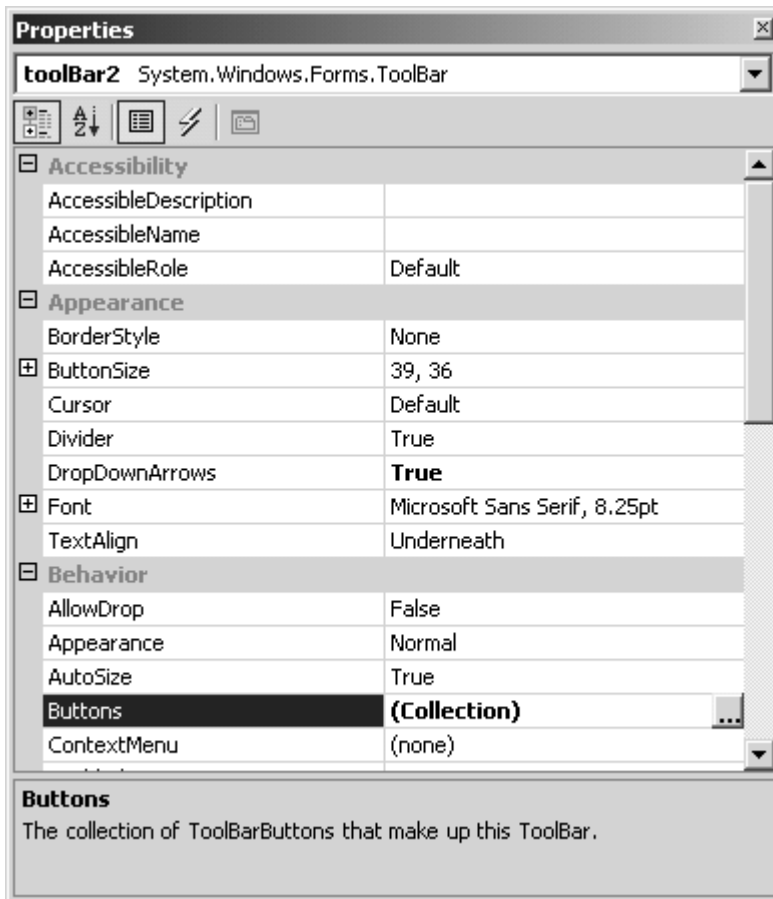 Properties
toolBar2 System.Windows.Forms.ToolBar
Accessibility
AccessibleDescription
AccessibleName
AccessibleRole Default
Appearance
BorderStyle None
ButtonSize 39, 36
Cursor Default
Divider True
DropDownArrows True
Font Microsoft Sans Serif, 8.25pt
TextAlign Underneath
Behavior
AllowDrop False
Appearance Normal
AutoSize True
Buttons (Collection) ...
ContextMenu (none)
Buttons
The collection of ToolBarButtons that make up this ToolBar.